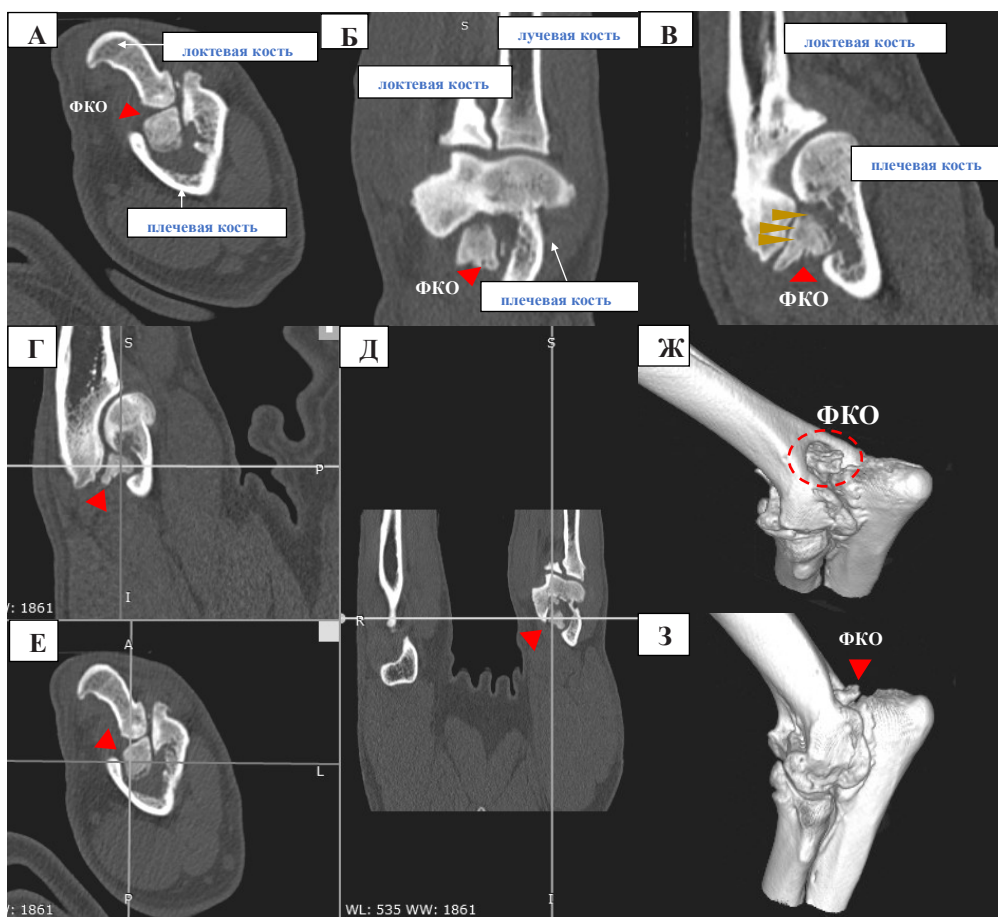 А
локтевая кость
ФКО
плечевая кость
Б
S
лучевая кость
локтевая кость
ФКО
плечевая кость
В
локтевая кость
плечевая кость
ФКО
Г
S
P
I
: 1861
Д
S
R
I
WL: 535 WW: 1861
Ж
ФКО
Е
A
L
P
: 1861
З
ФКО